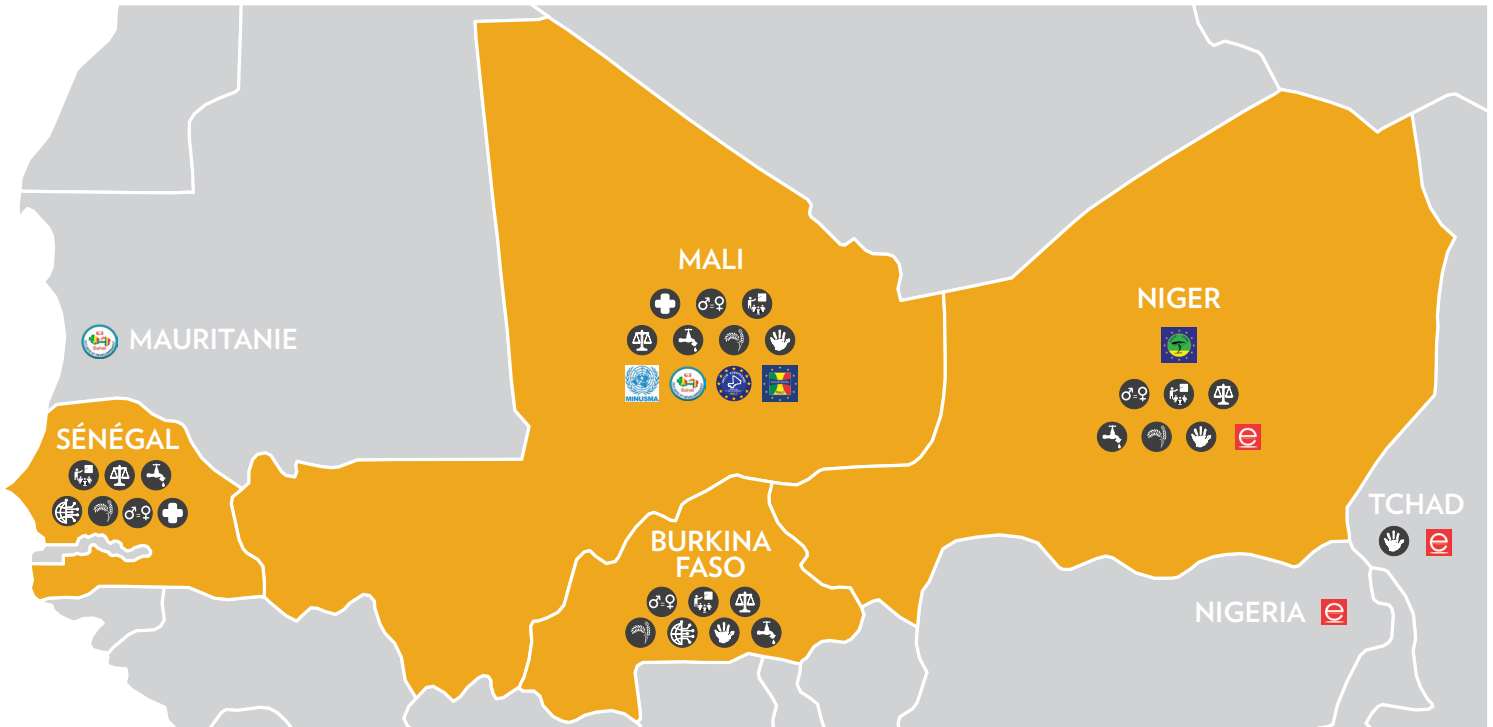 MALI
NIGER
MAURITANIE
MINUSMA
SÉNÉGAL
TCHAD
BURKINA
FASO
NIGERIA